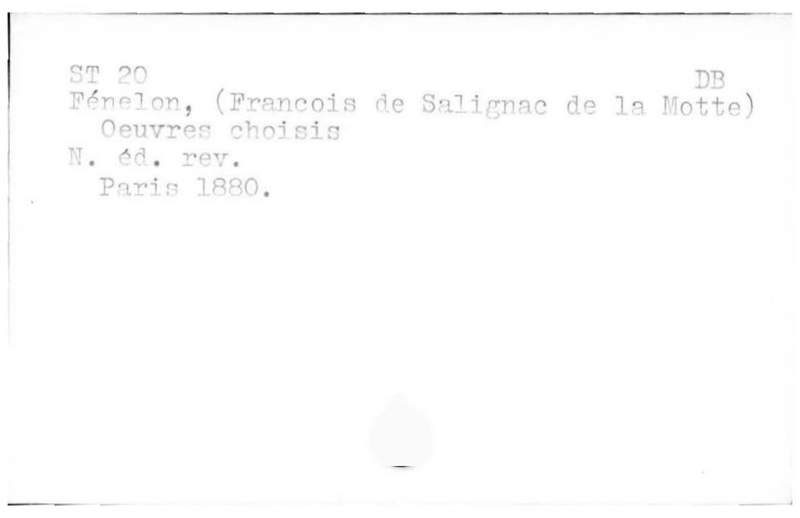 ST 20 DB
Fénelon, (Francois de Salignac de la Motte)
Oeuvres choisis
N. éd. rev.
Paris 1880.